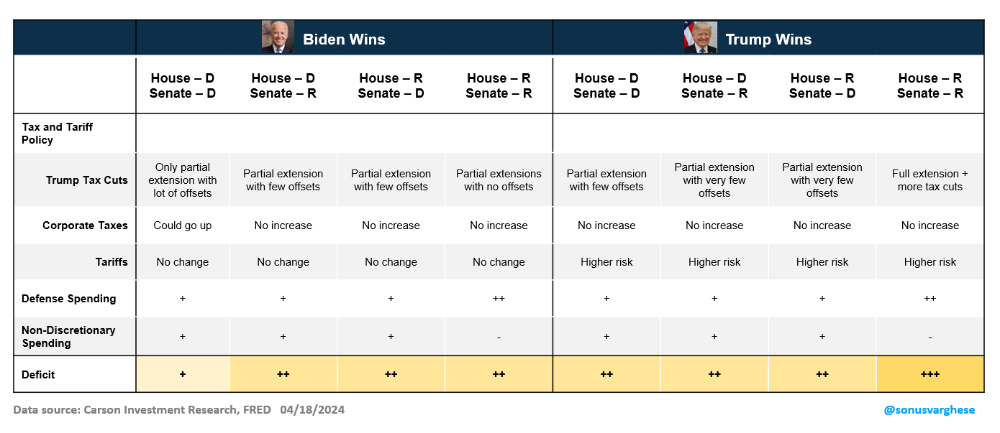 Biden Wins
Trump Wins
House – D House – D House – R House – R House – D House – D House – R House – R
Senate – D Senate – R Senate – D Senate – R Senate – D Senate – R Senate – D Senate – R
Tax and Tariff
Policy
Trump Tax Cuts
Only partial
extension with
lot of offsets
Partial extension
with few offsets
Partial extension
with few offsets
Partial extensions
with no offsets
Partial extension
with few offsets
Partial extension
with very few
offsets
Partial extension
with very few
offsets
Full extension +
more tax cuts
Corporate Taxes Could go up No increase No increase No increase No increase No increase No increase No increase
Tariffs No change No change No change No change Higher risk Higher risk Higher risk Higher risk
Defense Spending + + + ++ + + + ++
Non-Discretionary
Spending
+ + + - + + + -
Deficit + ++ ++ ++ ++ ++ ++ +++
Data source: Carson Investment Research, FRED 04/18/2024
@sonusvarghese